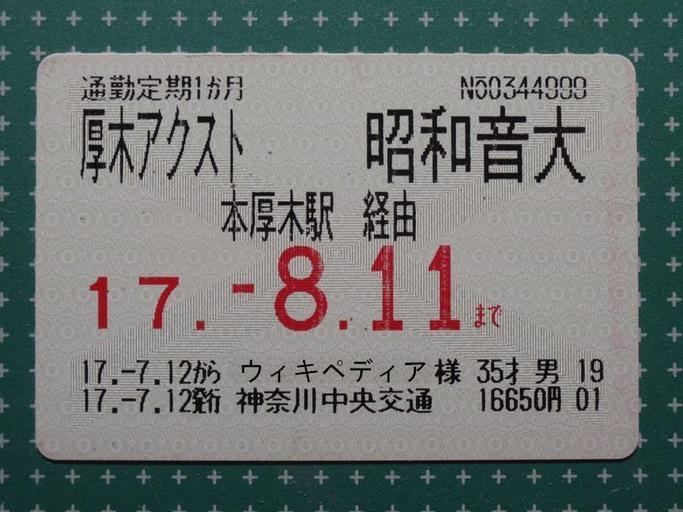 通勤定期1か月 No0344999
厚木アクスト 昭和音大
本厚木駅 経由
17.-8.11まで
17.-7.12から ウィキペディア様 35才 男 19
17.-7.12発行 神奈川中央交通 16650円 01